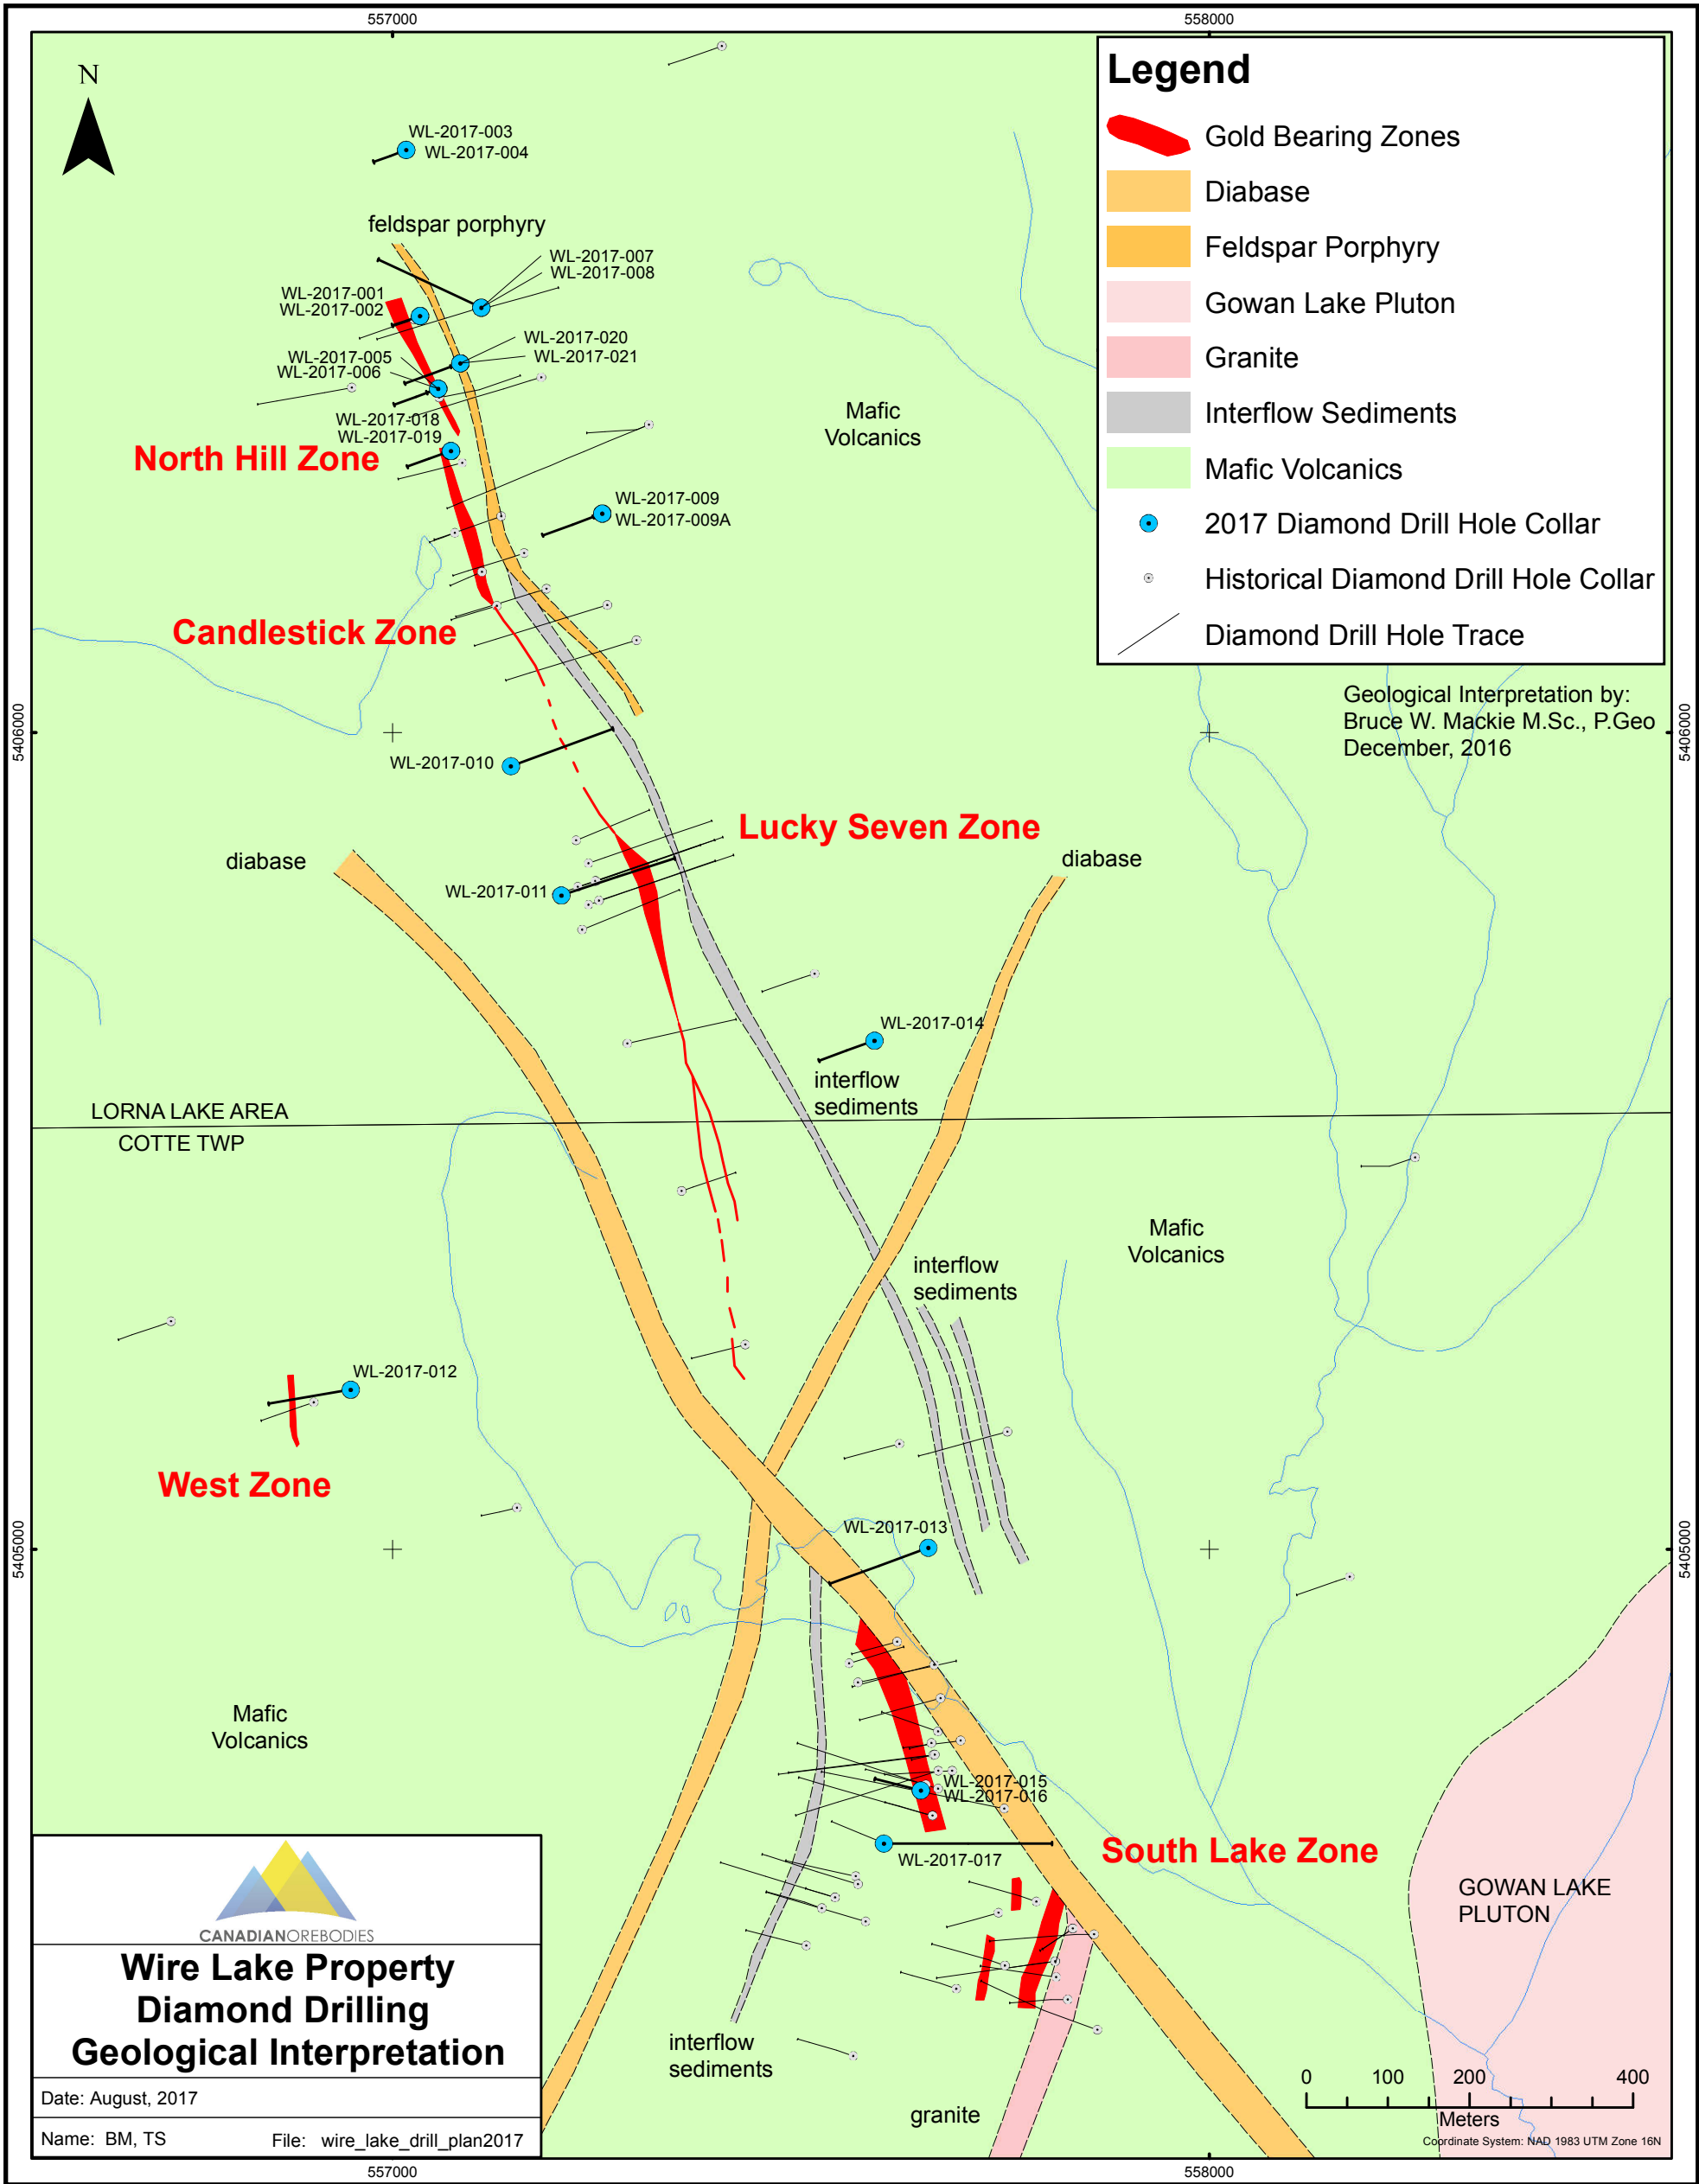 557000
558000
N
Legend
Gold Bearing Zones
Diabase
Feldspar Porphyry
Gowan Lake Pluton
Granite
Interflow Sediments
Mafic Volcanics
2017 Diamond Drill Hole Collar
Historical Diamond Drill Hole Collar
Diamond Drill Hole Trace
Geological Interpretation by:
Bruce W. Mackie M.Sc., P.Geo
December, 2016
WL-2017-003
WL-2017-004
feldspar porphyry
WL-2017-007
WL-2017-008
WL-2017-001
WL-2017-002
WL-2017-020
WL-2017-021
WL-2017-005
WL-2017-006
WL-2017-018
WL-2017-019
North Hill Zone
Mafic
Volcanics
WL-2017-009
WL-2017-009A
Candlestick Zone
5406000
5406000
WL-2017-010
Lucky Seven Zone
diabase
diabase
WL-2017-011
WL-2017-014
interflow
sediments
LORNA LAKE AREA
COTTE TWP
Mafic
Volcanics
interflow
sediments
WL-2017-012
West Zone
WL-2017-013
5405000
5405000
Mafic
Volcanics
WL-2017-015
WL-2017-016
WL-2017-017
South Lake Zone
GOWAN LAKE
PLUTON
interflow
sediments
granite
CANADIANOREBODIES
Wire Lake Property
Diamond Drilling
Geological Interpretation
Date: August, 2017
Name: BM, TS
File: wire_lake_drill_plan2017
0 100 200 400
Meters
Coordinate System: NAD 1983 UTM Zone 16N
557000
558000